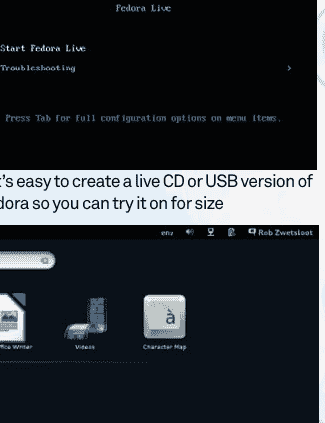 Fedora Live
Start Fedora Live
Troubleshooting >
Press Tab for full configuration options on menu items.
t's easy to create a live CD or USB version of
dora so you can try it on for size
Rob Zwetsloot
ffice Writer Videos Character Map